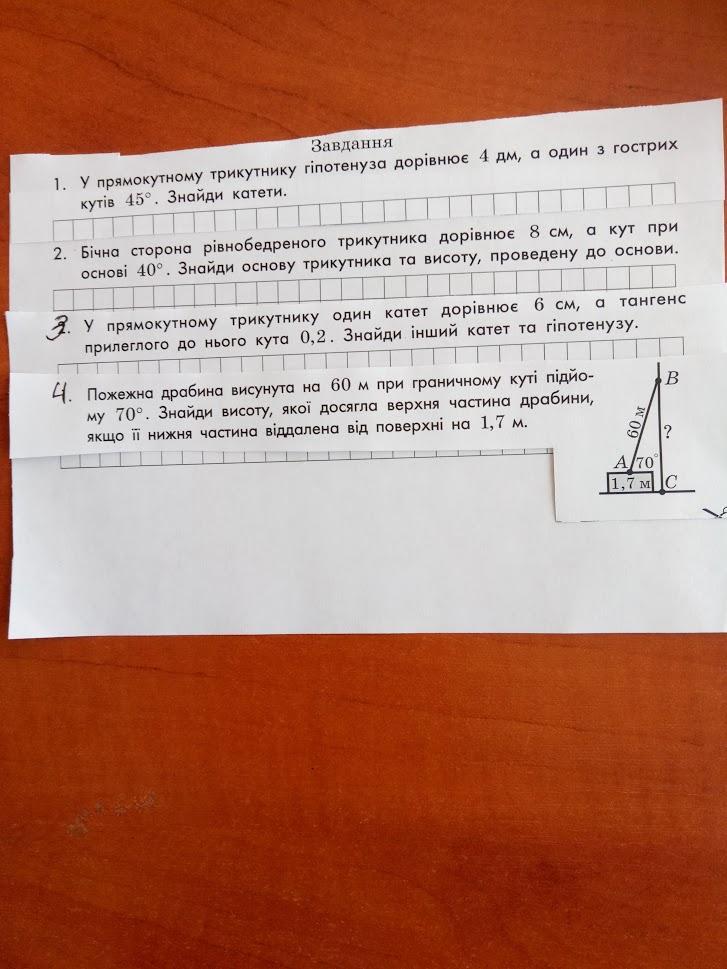 Завдання
1. У прямокутному трикутнику гіпотенуза дорівнює 4 дм, а один з гострих
кутів 45°. Знайди катети.
2. Бічна сторона рівнобедреного трикутника дорівнює 8 см, а кут при
основі 40°. Знайди основу трикутника та висоту, проведену до основи.
3. У прямокутному трикутнику один катет дорівнює 6 см, а тангенс
прилеглого до нього кута 0,2. Знайди інший катет та гіпотенузу.
4. Пожежна драбина висунута на 60 м при граничному куті підйо-
му 70°. Знайди висоту, якої досягла верхня частина драбини,
якщо її нижня частина віддалена від поверхні на 1,7 м.
B
60 м
?
A 70°
1,7 м C